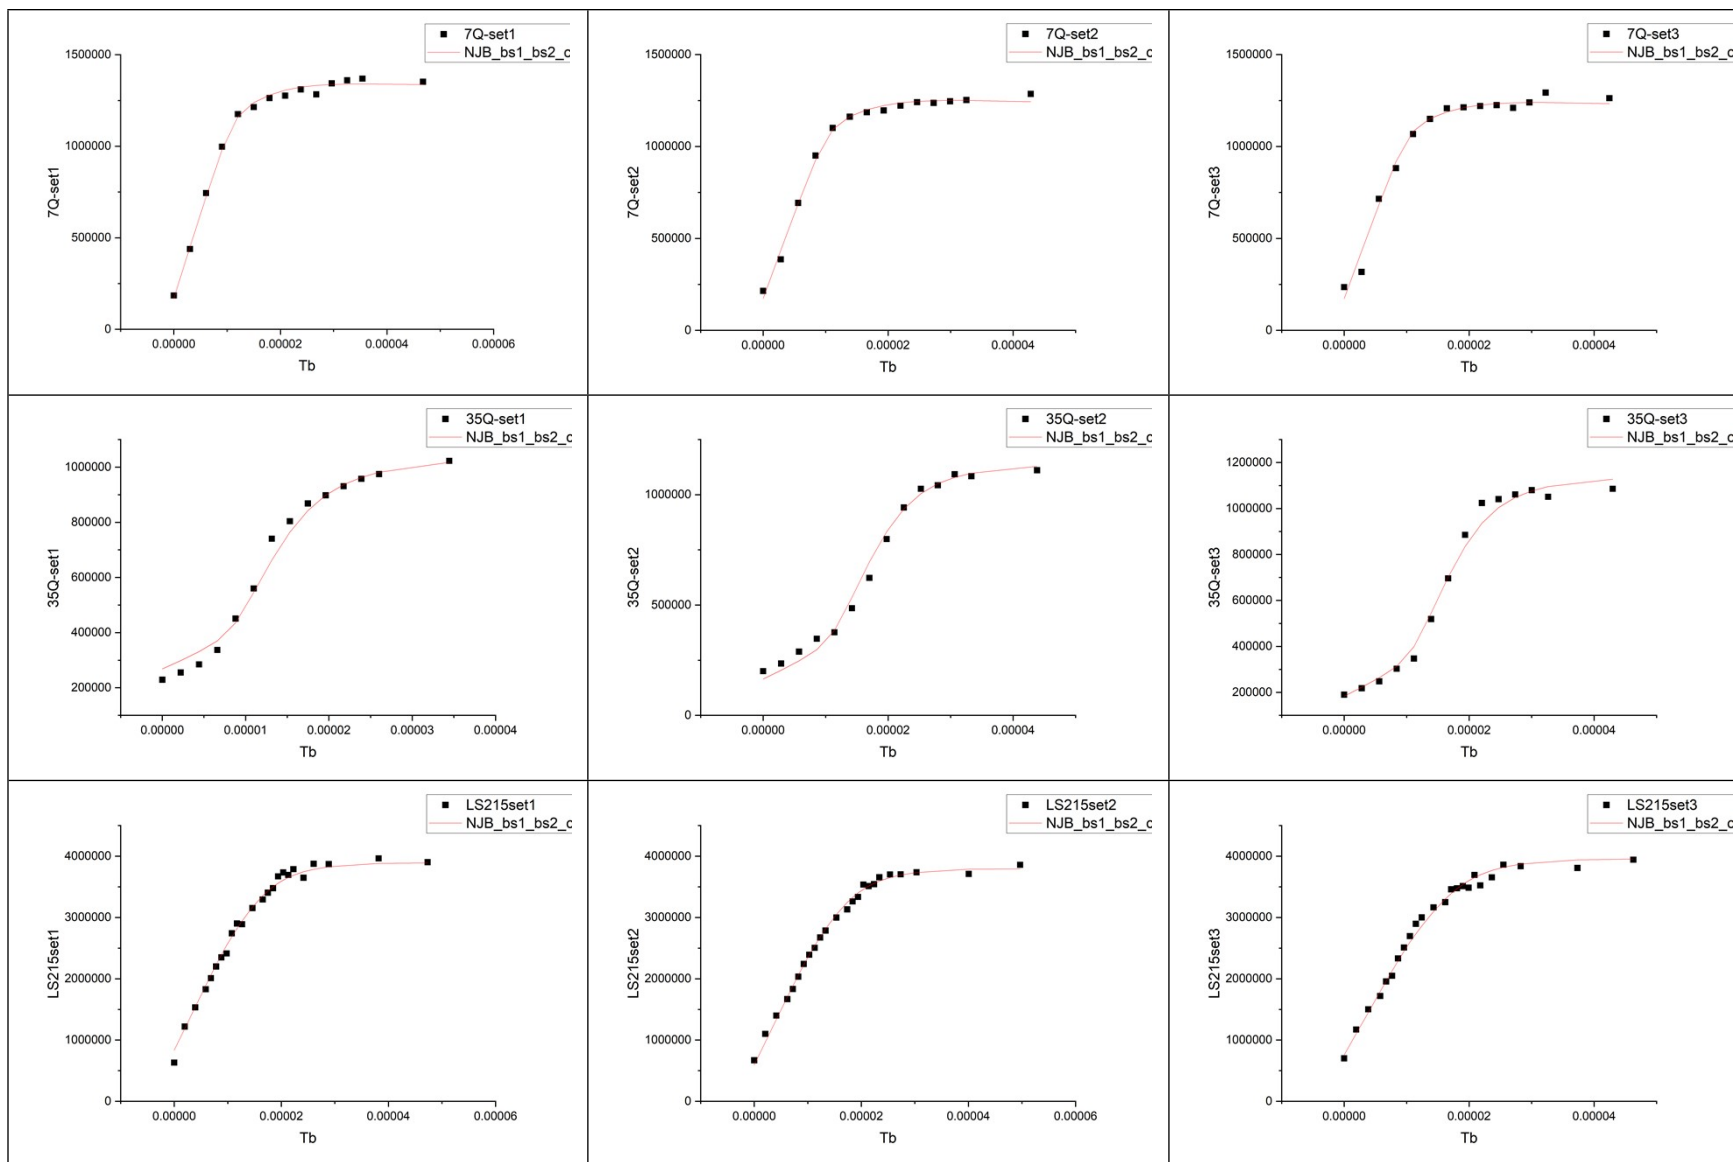 7Q-set1
NJB_bs1_bs2_c
1500000
1000000
500000
0
7Q-set1
0.00000
0.00002
0.00004
0.00006
Tb
7Q-set2
NJB_bs1_bs2_c
1500000
1000000
500000
0
7Q-set2
0.00000
0.00002
0.00004
Tb
7Q-set3
NJB_bs1_bs2_c
1500000
1000000
500000
0
7Q-set3
0.00000
0.00002
0.00004
Tb
35Q-set1
NJB_bs1_bs2_c
1000000
800000
600000
400000
200000
35Q-set1
0.00000
0.00001
0.00002
0.00003
0.00004
Tb
35Q-set2
NJB_bs1_bs2_c
1000000
500000
0
35Q-set2
0.00000
0.00002
0.00004
Tb
35Q-set3
NJB_bs1_bs2_c
1200000
1000000
800000
600000
400000
200000
35Q-set3
0.00000
0.00002
0.00004
Tb
LS215set1
NJB_bs1_bs2_c
4000000
3000000
2000000
1000000
0
LS215set1
0.00000
0.00002
0.00004
0.00006
Tb
LS215set2
NJB_bs1_bs2_c
4000000
3000000
2000000
1000000
0
LS215set2
0.00000
0.00002
0.00004
0.00006
Tb
LS215set3
NJB_bs1_bs2_c
4000000
3000000
2000000
1000000
0
LS215set3
0.00000
0.00002
0.00004
Tb